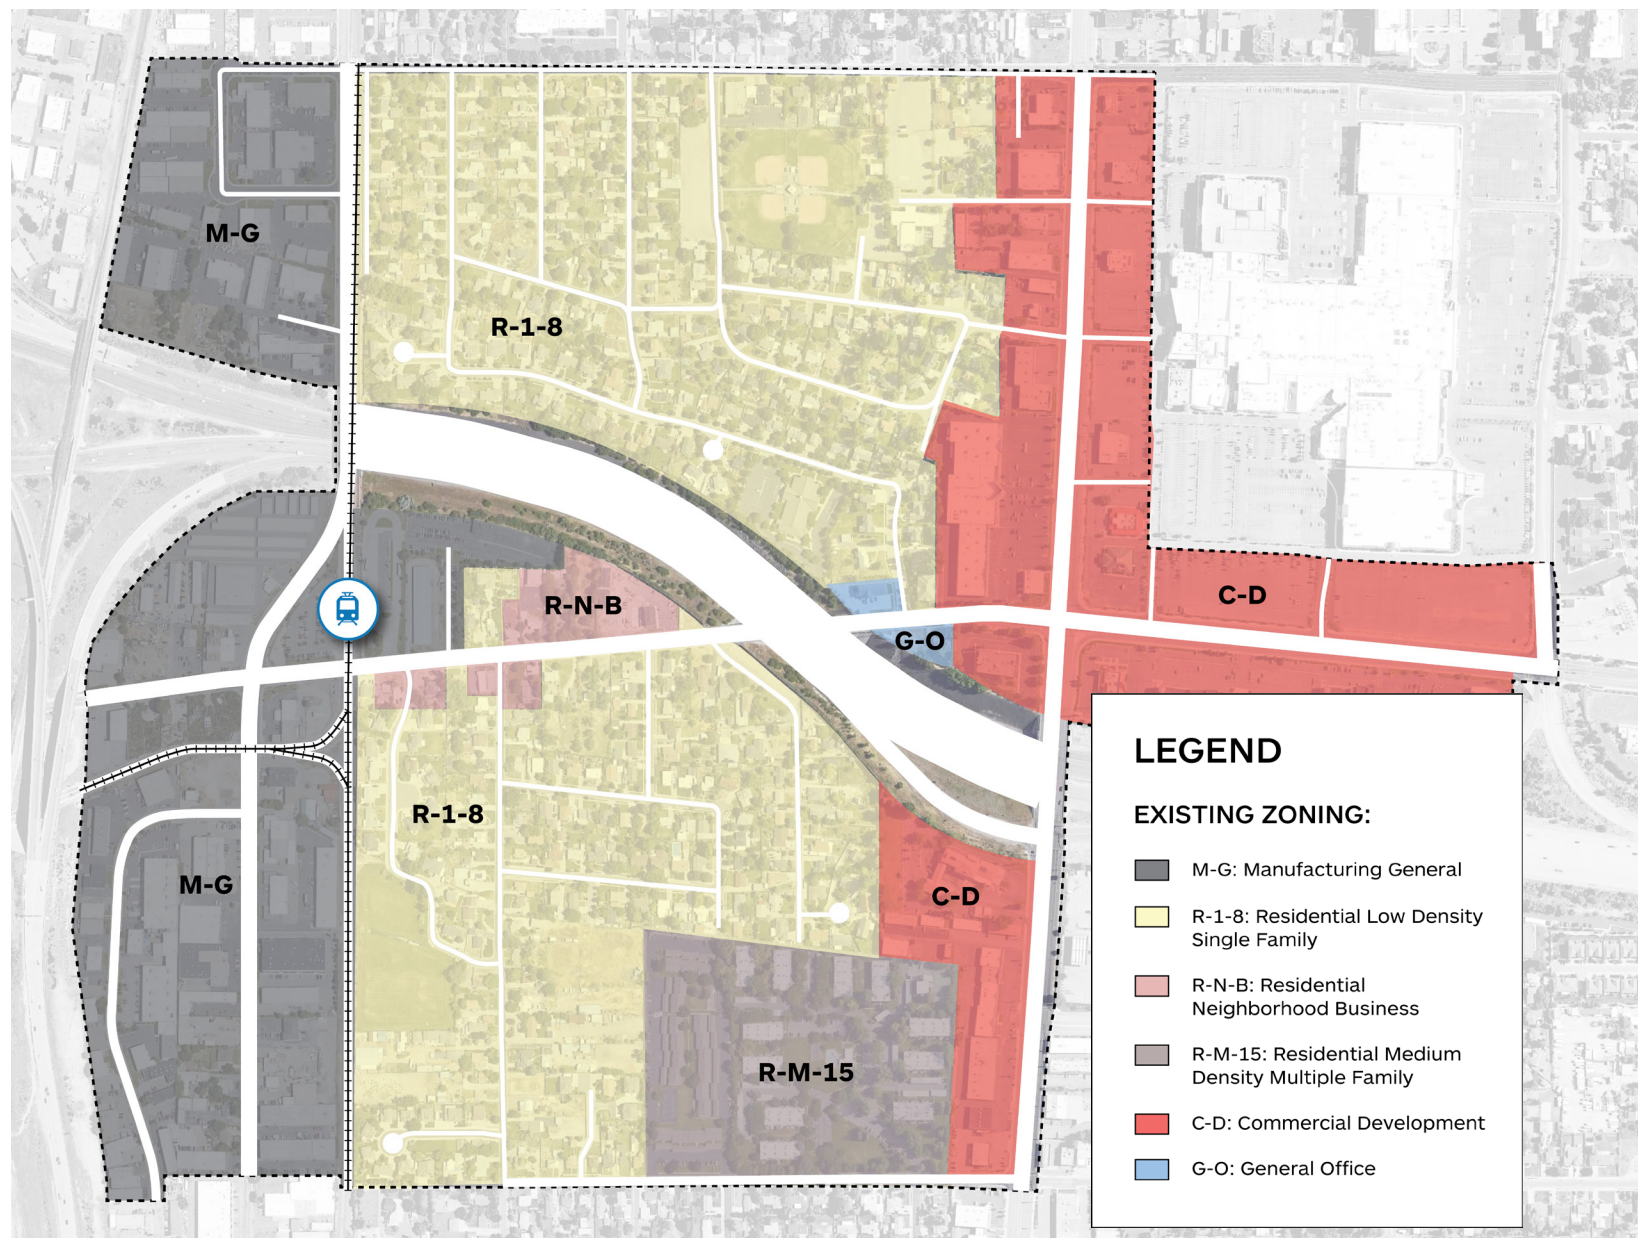 M-G
R-1-8
R-N-B
C-D
G-O
R-1-8
M-G
C-D
R-M-15
LEGEND
EXISTING ZONING:
M-G: Manufacturing General
R-1-8: Residential Low Density
Single Family
R-N-B: Residential
Neighborhood Business
R-M-15: Residential Medium
Density Multiple Family
C-D: Commercial Development
G-O: General Office